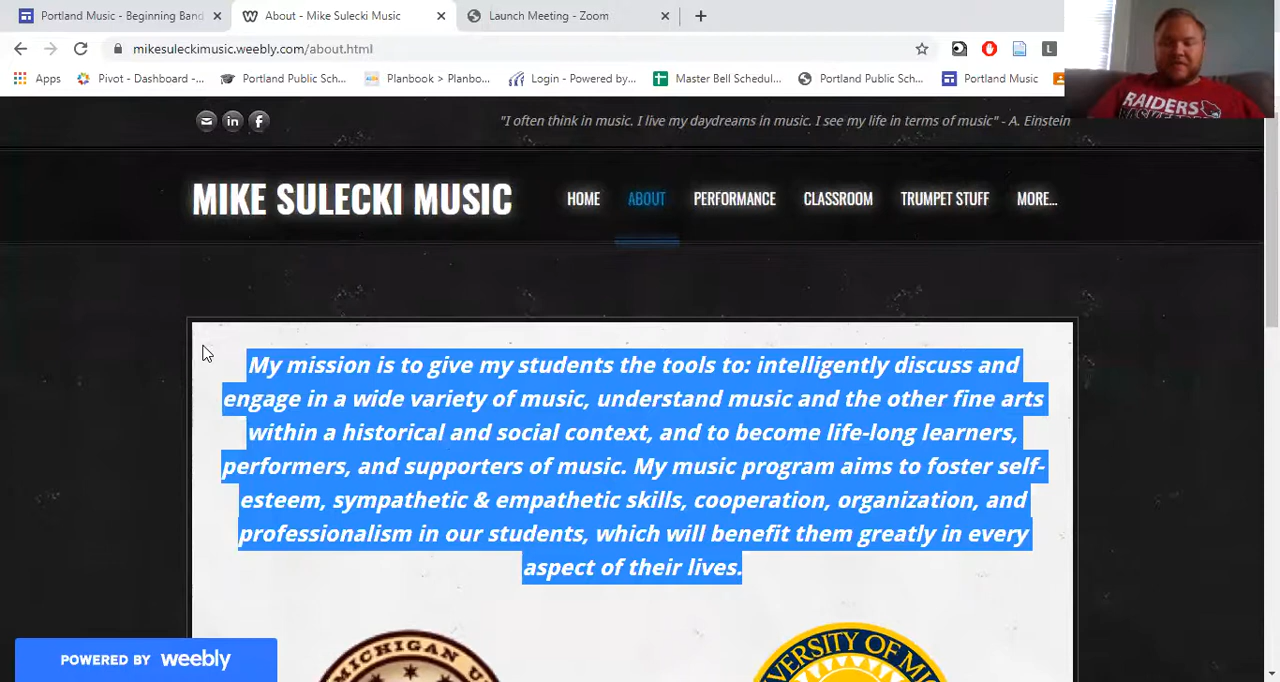 Portland Music - Beginning Band
About - Mike Sulecki Music
Launch Meeting - Zoom
mikesuleckimusic.weebly.com/about.html
L
Apps
Pivot - Dashboard -...
Portland Public Sch...
Planbook > Planbo...
Login - Powered by...
Master Bell Schedul...
Portland Public Sch...
Portland Music
RAIDERS
"I often think in music. I live my daydreams in music. I see my life in terms of music" - A. Einstein
MIKE SULECKI MUSIC
HOME ABOUT PERFORMANCE CLASSROOM TRUMPET STUFF MORE...
My mission is to give my students the tools to: intelligently discuss and
engage in a wide variety of music, understand music and the other fine arts
within a historical and social context, and to become life-long learners,
performers, and supporters of music. My music program aims to foster self-
esteem, sympathetic & empathetic skills, cooperation, organization, and
professionalism in our students, which will benefit them greatly in every
aspect of their lives.
MICHIGAN U
VERSITY OF MIC
POWERED BY weebly